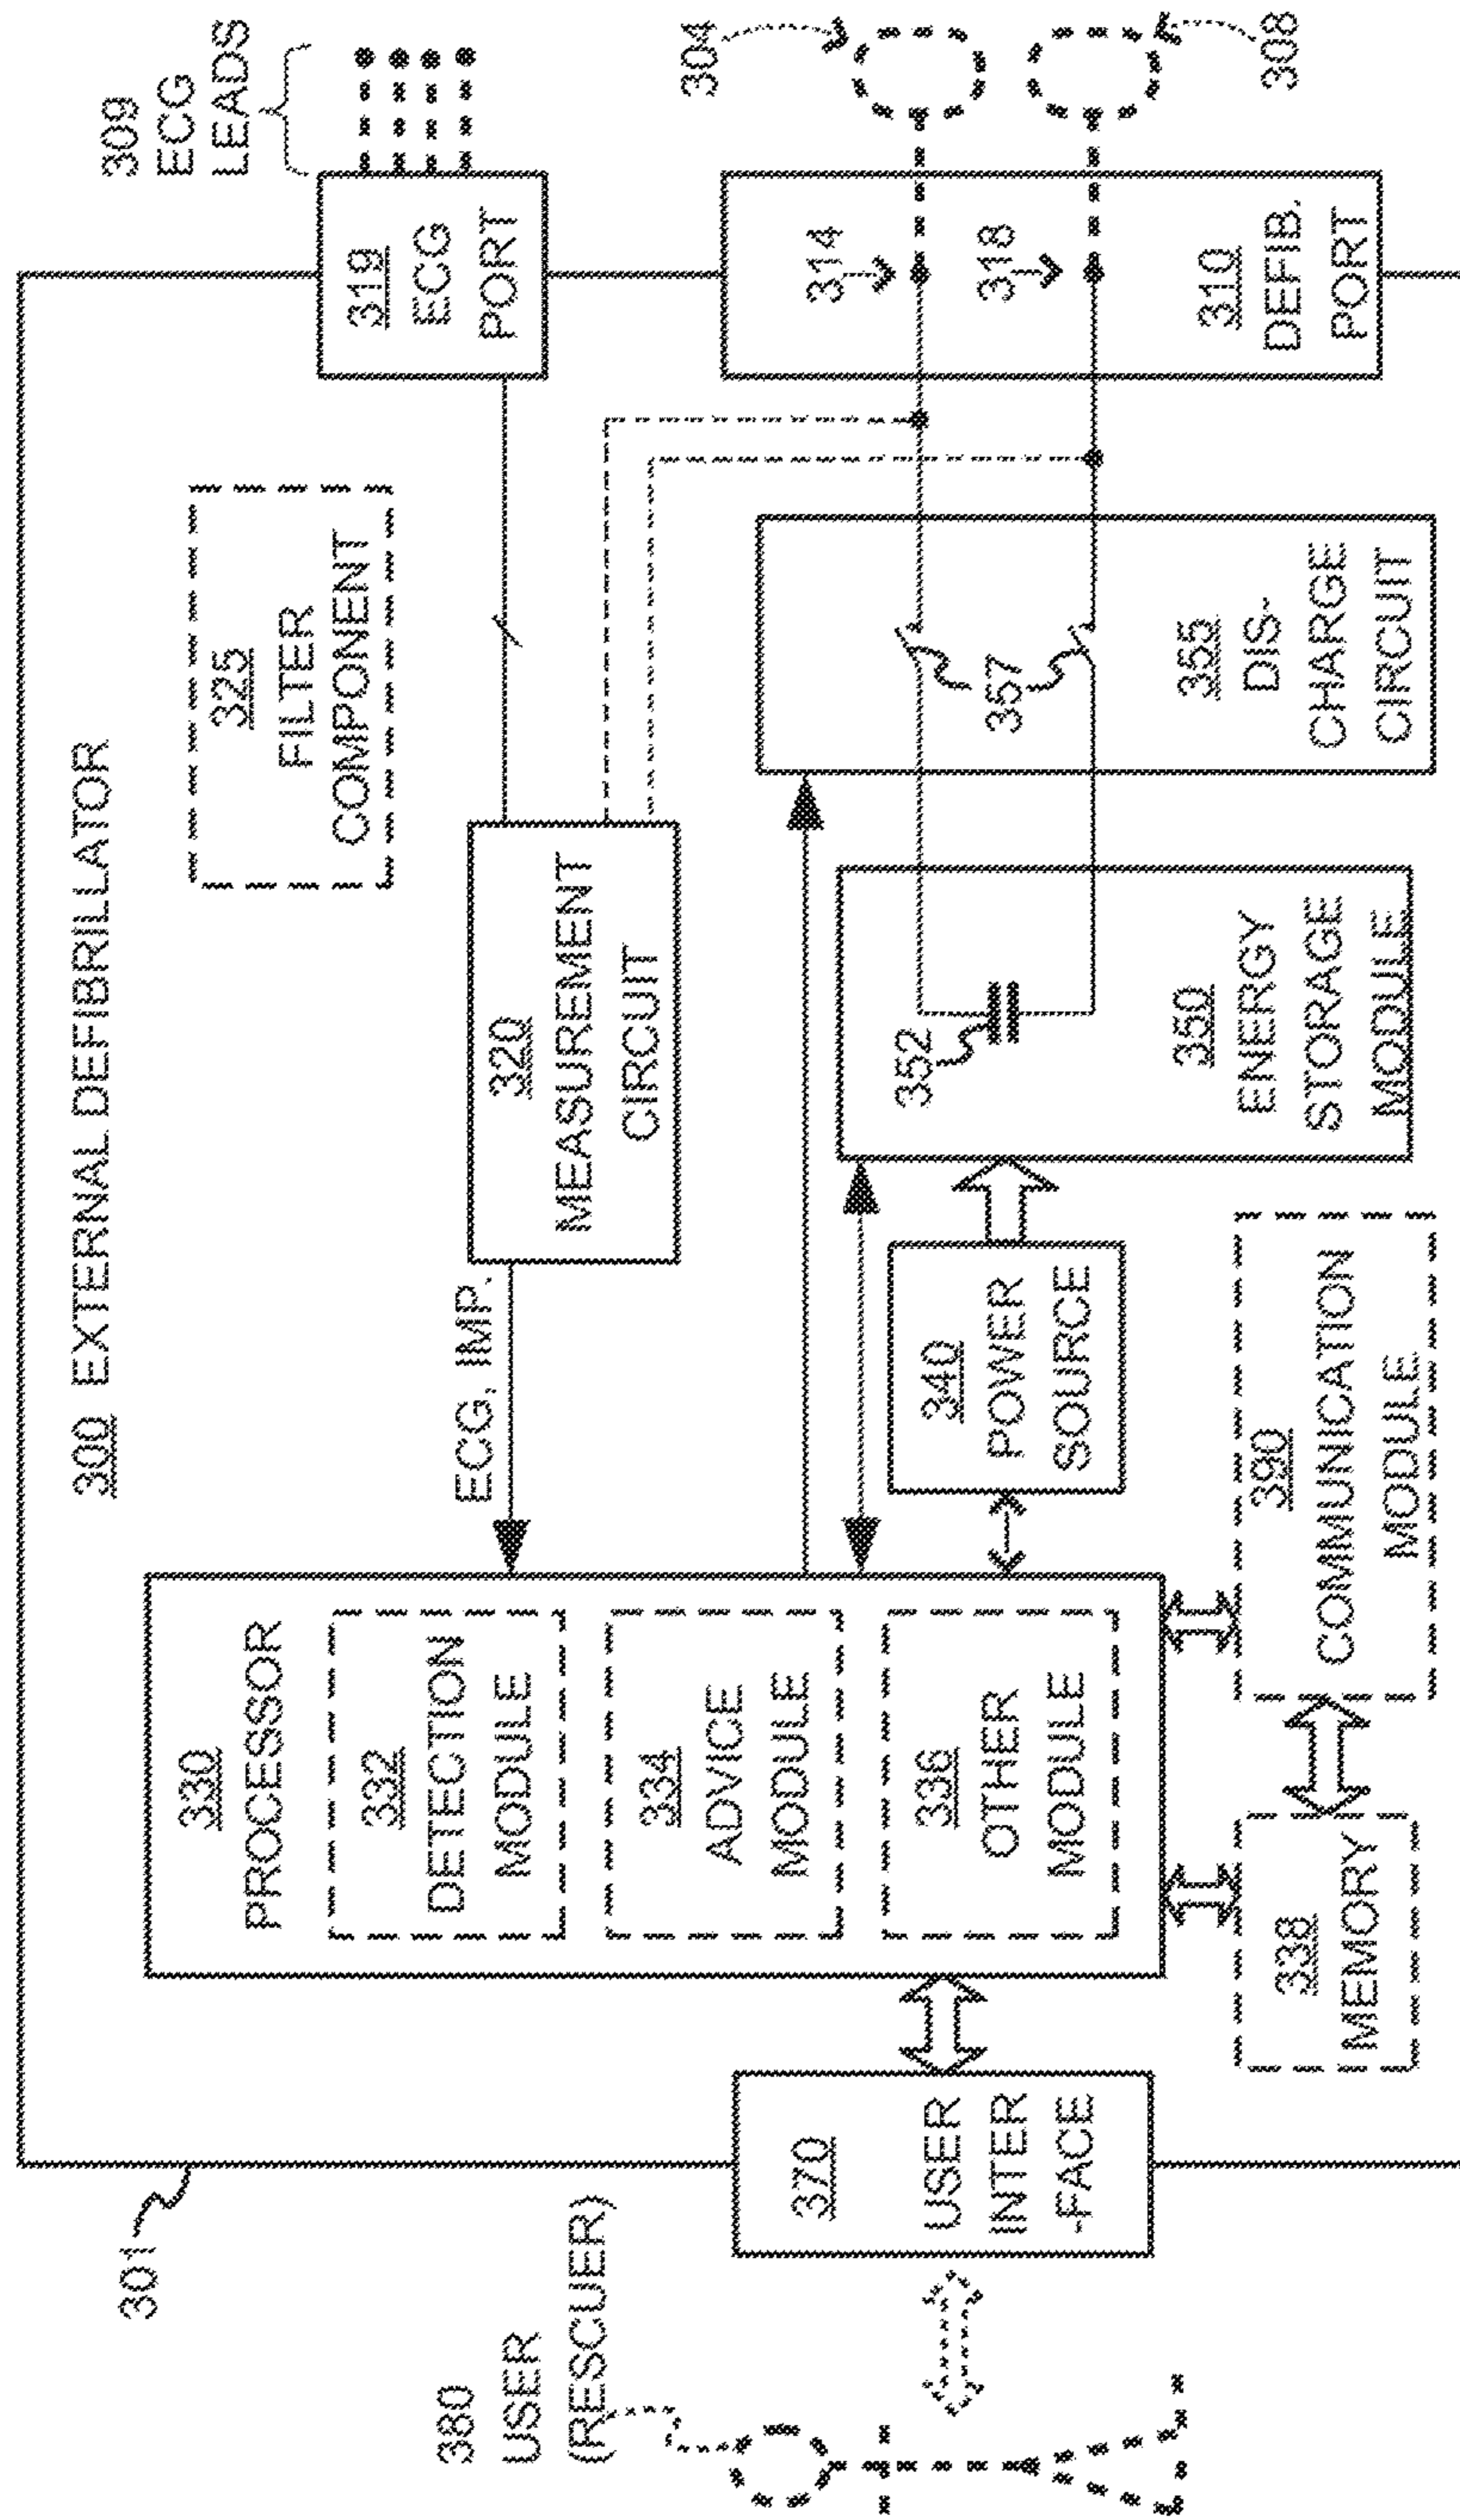 300 EXTERNAL DEFIBRILLATOR
301
380
USER
(RESCUER)
370
USER
INTER
-FACE
330
PROCESSOR
332
DETECTION
MODULE
334
ADVICE
MODULE
336
OTHER
MODULE
338
MEMORY
390
COMMUNICATION
MODULE
ECG, IMP.
320
MEASUREMENT
CIRCUIT
325
FILTER
COMPONENT
340
POWER
SOURCE
352
350
ENERGY
STORAGE
MODULE
357
355
DIS-
CHARGE
CIRCUIT
309
ECG
LEADS
319
ECG
PORT
314
318
310
DEFIB.
PORT
304
308